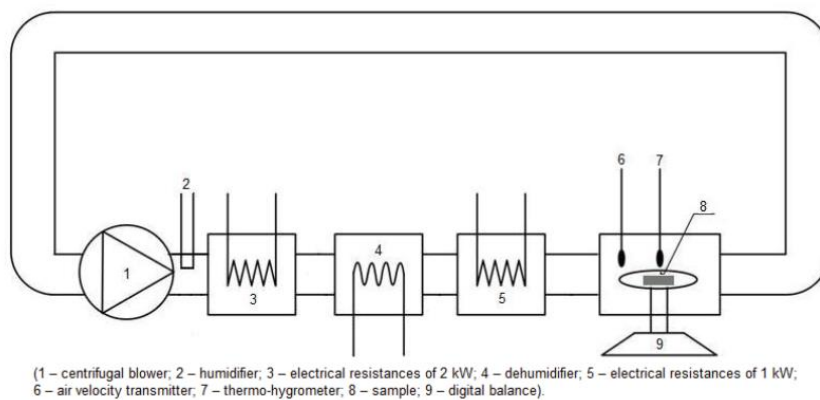 6 7
2 8
4
1 3 5
9
(1 – centrifugal blower; 2 – humidifier; 3 – electrical resistances of 2 kW; 4 – dehumidifier; 5 – electrical resistances of 1 kW;
6 – air velocity transmitter; 7 – thermo-hygrometer; 8 – sample; 9 – digital balance).